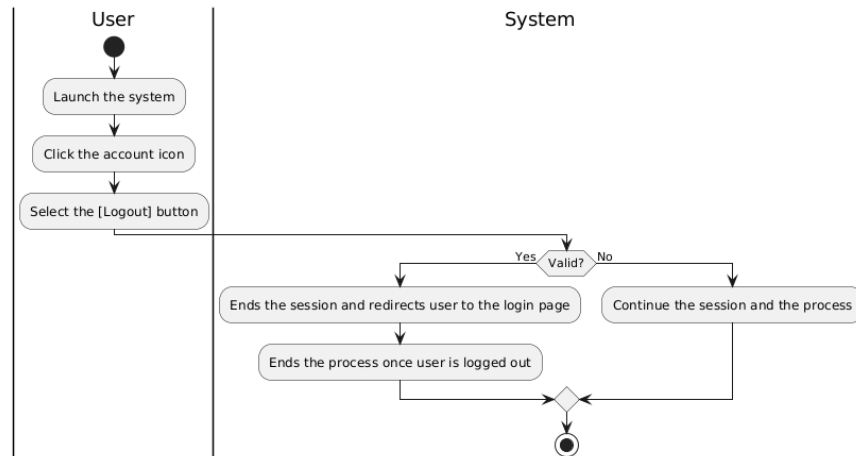 User
System
Launch the system
Click the account icon
Select the [Logout] button
Yes
Valid?
No
Ends the session and redirects user to the login page
Continue the session and the process
Ends the process once user is logged out